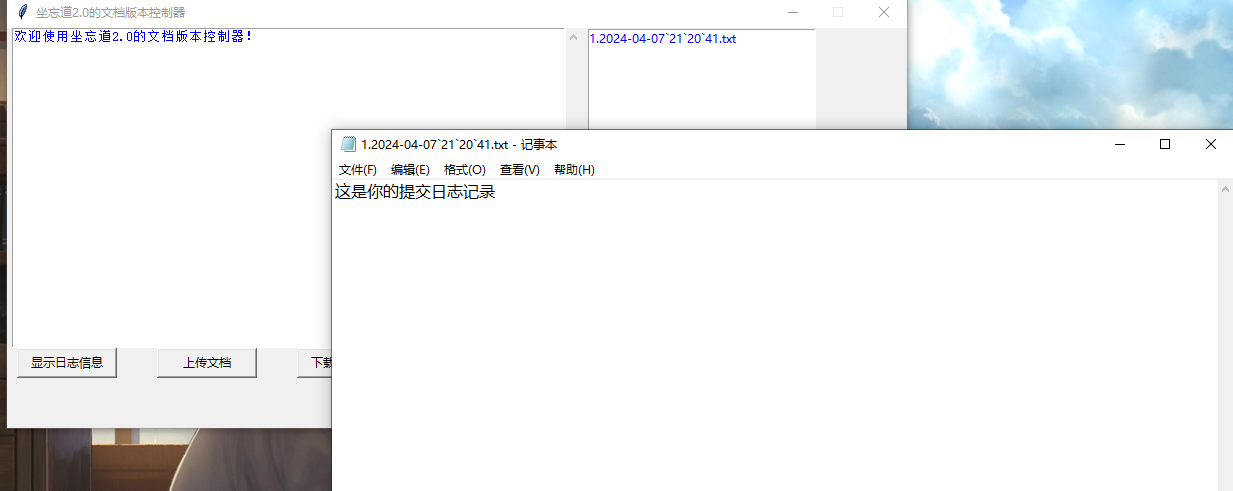 坐忘道2.0的文档版本控制器
欢迎使用坐忘道2.0的文档版本控制器!
1.2024-04-07`21`20`41.txt
1.2024-04-07`21`20`41.txt - 记事本
文件(F) 编辑(E) 格式(O) 查看(V) 帮助(H)
这是你的提交日志记录
显示日志信息 上传文档 下载